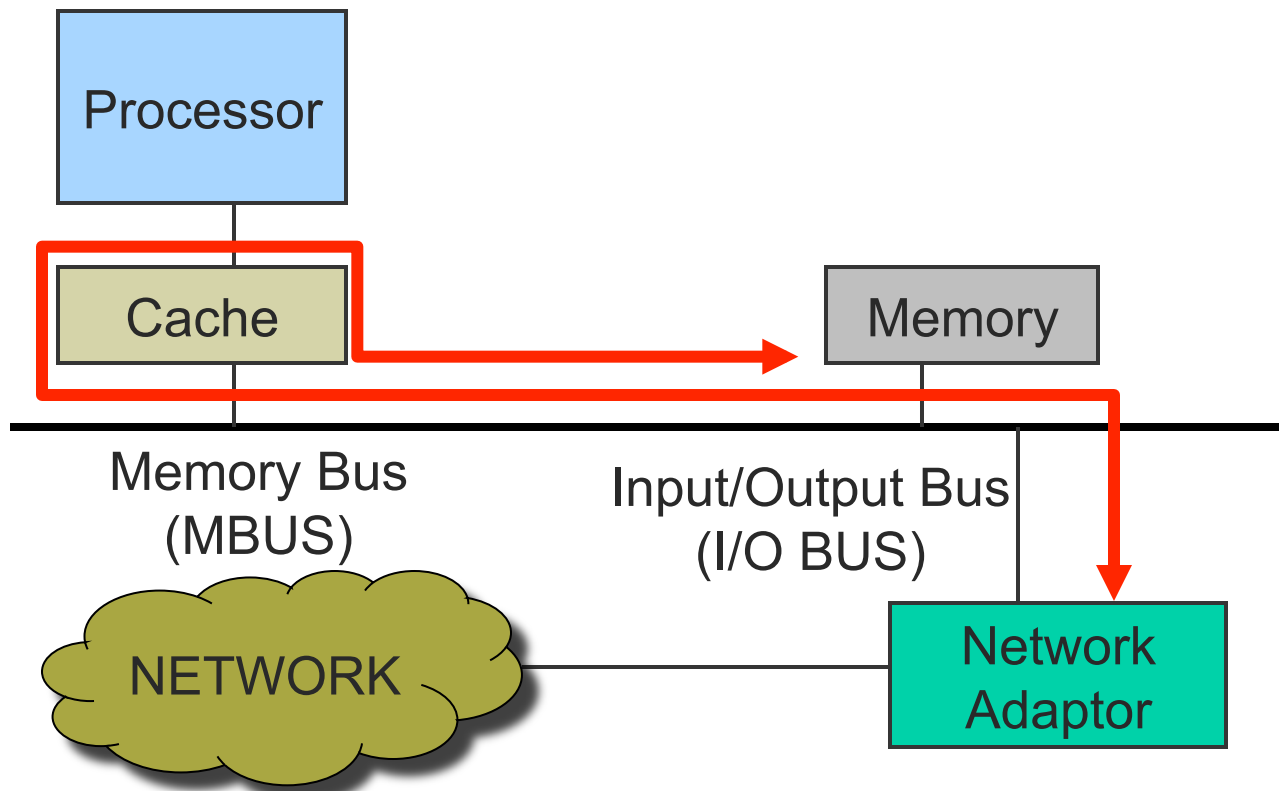 Processor
Cache
Memory
Memory Bus
(MBUS)
Input/Output Bus
(I/O BUS)
NETWORK
Network
Adaptor